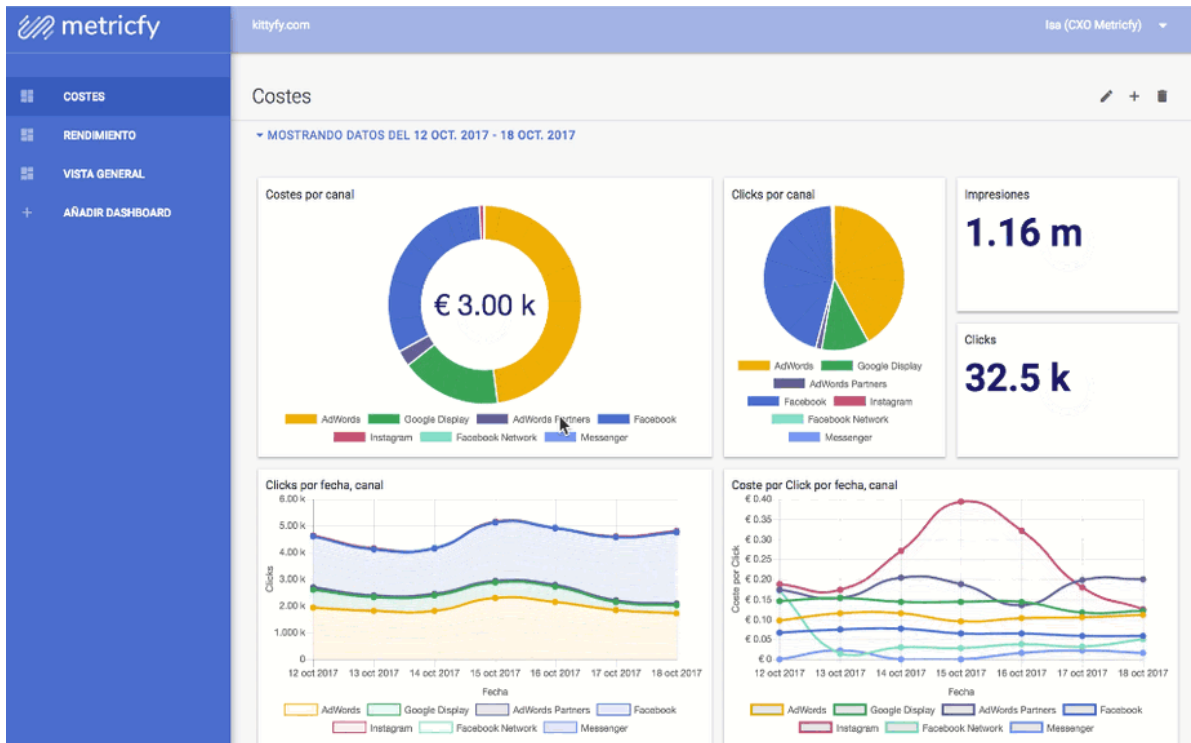 metricfy
kittyfy.com
Isa (CXO Metricfy)
COSTES
RENDIMIENTO
VISTA GENERAL
AÑADIR DASHBOARD
Costes
MOSTRANDO DATOS DEL 12 OCT. 2017 - 18 OCT. 2017
Costes por canal
€ 3.00 k
AdWords Google Display AdWords Partners Facebook
Instagram Facebook Network Messenger
Clicks por canal
AdWords Google Display
AdWords Partners
Facebook Instagram
Facebook Network
Messenger
Impresiones
1.16 m
Clicks
32.5 k
Clicks por fecha, canal
6.00 k
5.00 k
4.00 k
3.00 k
2.00 k
1.000 k
0
Clicks
12 oct 2017 13 oct 2017 14 oct 2017 15 oct 2017 16 oct 2017 17 oct 2017 18 oct 2017
Fecha
AdWords Google Display AdWords Partners Facebook
Instagram Facebook Network Messenger
Coste por Click por fecha, canal
€ 0.40
€ 0.35
€ 0.30
€ 0.25
€ 0.20
€ 0.15
€ 0.10
€ 0.05
€ 0
Coste por Click
12 oct 2017 13 oct 2017 14 oct 2017 15 oct 2017 16 oct 2017 17 oct 2017 18 oct 2017
Fecha
AdWords Google Display AdWords Partners Facebook
Instagram Facebook Network Messenger